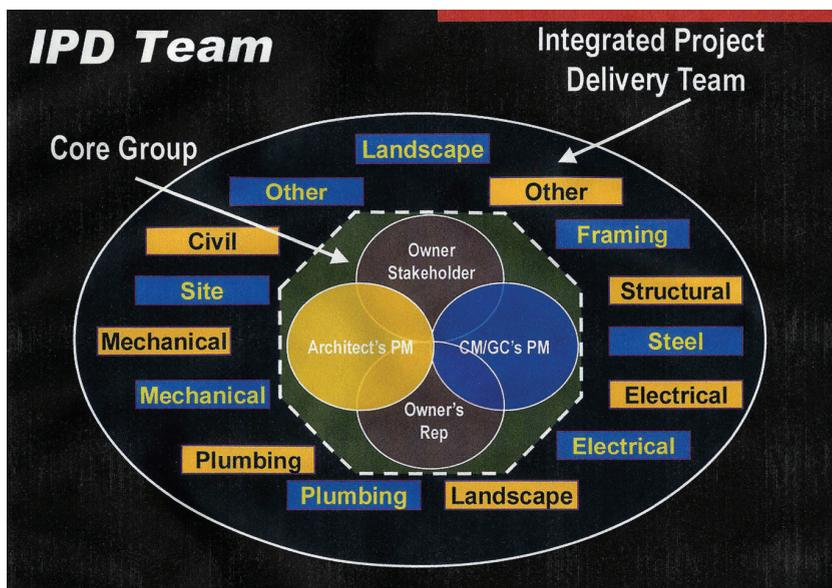 IPD Team
Integrated Project
Delivery Team
Core Group
Landscape
Other
Other
Civil
Framing
Site
Structural
Mechanical
Steel
Mechanical
Electrical
Plumbing
Electrical
Plumbing
Landscape
Owner
Stakeholder
Architect's PM
CM/GC's PM
Owner's
Rep